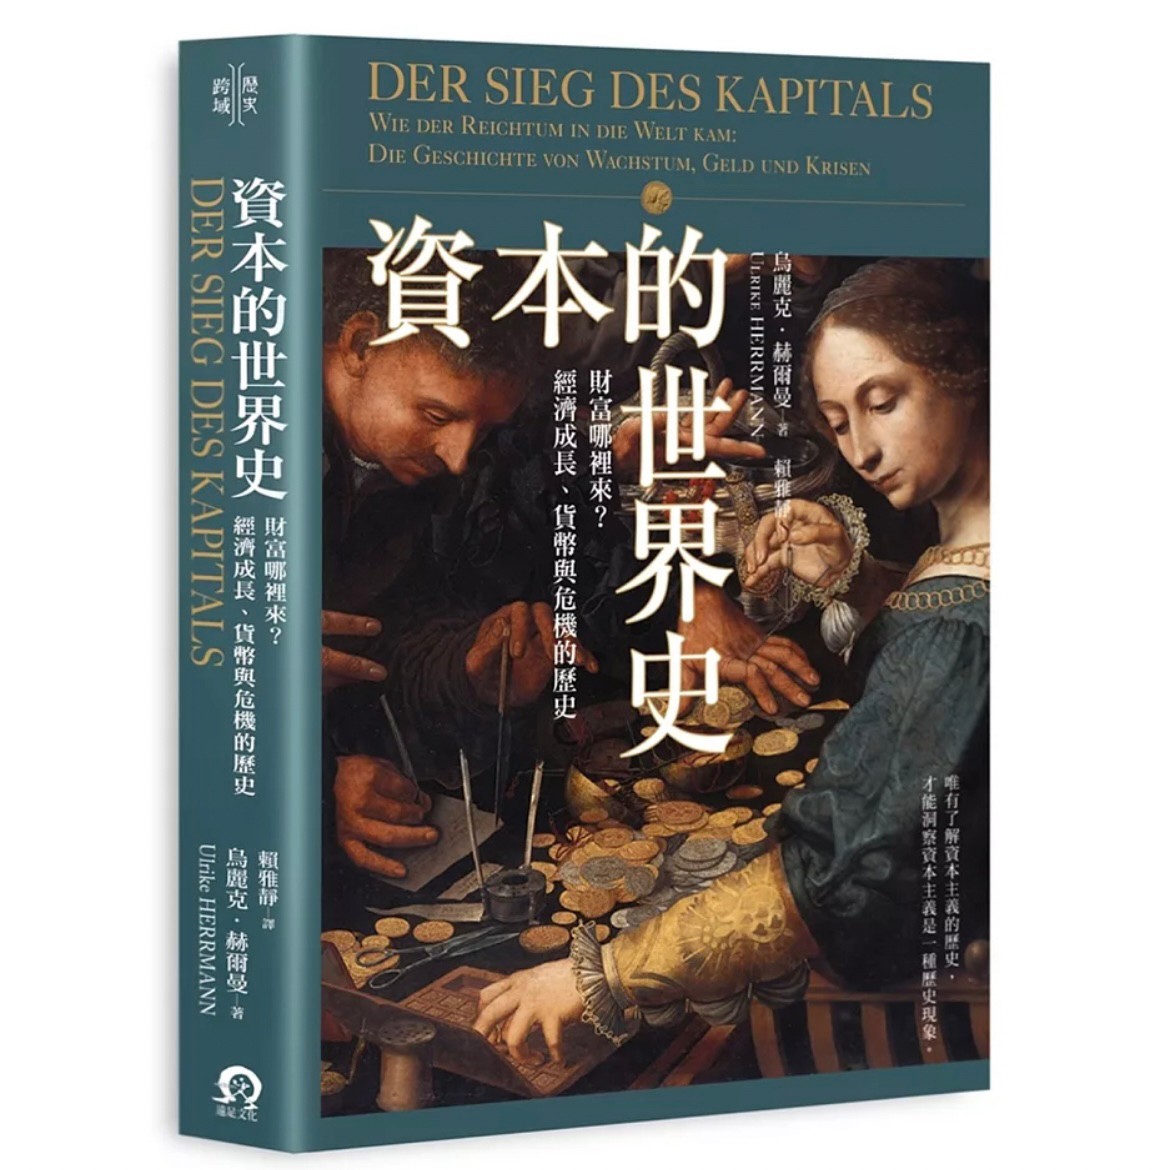 DER SIEG DES KAPITALS
WIE DER REICHTUM IN DIE WELT KAM:
DIE GESCHICHTE VON WACHSTUM, GELD UND KRISEN
資本的世界史
財富哪裡來？
經濟成長、貨幣與危機的歷史
烏麗克・赫爾曼 著 賴雅靜
ULRIKE HERRMANN
唯有了解資本主義的歷史，
才能洞察資本主義是一種歷史現象。
歷史
跨域
資本的世界史
DER SIEG DES KAPITALS
財富哪裡來？
經濟成長、貨幣與危機的歷史
賴雅靜 譯
烏麗克・赫爾曼 著
Ulrike HERRMANN
遠足文化